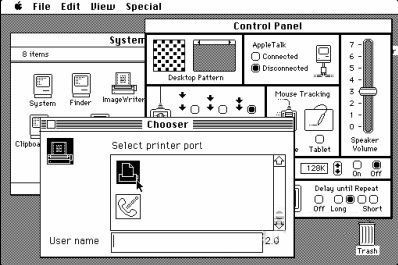 File Edit View Special
Control Panel
System
8 items
AppleTalk
Connected
Disconnected
Desktop Pattern
System
Finder
ImageWriter
Mouse Tracking
Tablet
7
6
5
4
3
2
1
0
Speaker
Volume
Chooser
Select printer port
128K
On
Off
Delay until Repeat
Off
Long
Short
User name
2.0
Trash